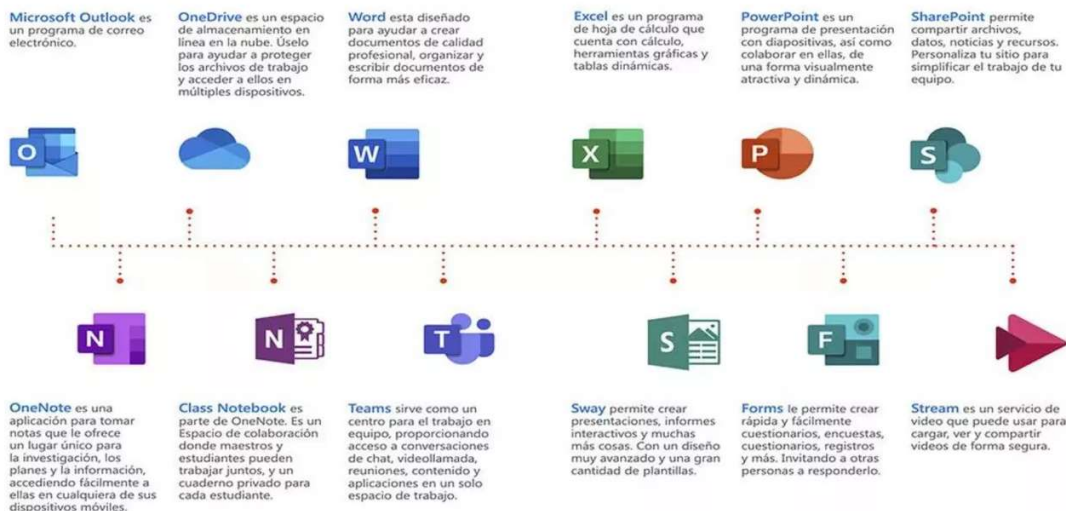 Microsoft Outlook es
un programa de correo
electrónico.
OneDrive es un espacio
de almacenamiento en
línea en la nube. Úselo
para ayudar a proteger
los archivos de trabajo
y acceder a ellos en
múltiples dispositivos.
Word esta diseñado
para ayudar a crear
documentos de calidad
profesional, organizar y
escribir documentos de
forma más eficaz.
Excel es un programa
de hoja de cálculo que
cuenta con cálculo,
herramientas gráficas y
tablas dinámicas.
PowerPoint es un
programa de presentación
con diapositivas, así como
colaborar en ellas, de
una forma visualmente
atractiva y dinámica.
SharePoint permite
compartir archivos,
datos, noticias y recursos.
Personaliza tu sitio para
simplificar el trabajo de tu
equipo.
O
W
X
P
S
N
N
T
S
F
OneNote es una
aplicación para tomar
notas que le ofrece
un lugar único para
la investigación, los
planes y la información,
accediendo fácilmente a
ellas en cualquiera de sus
dispositivos móviles.
Class Notebook es
parte de OneNote. Es un
Espacio de colaboración
donde maestros y
estudiantes pueden
trabajar juntos, y un
cuaderno privado para
cada estudiante.
Teams sirve como un
centro para el trabajo en
equipo, proporcionando
acceso a conversaciones
de chat, videollamada,
reuniones, contenido y
aplicaciones en un solo
espacio de trabajo.
Sway permite crear
presentaciones, informes
interactivos y muchas
más cosas. Con un diseño
muy avanzado y una gran
cantidad de plantillas.
Forms le permite crear
rápida y fácilmente
cuestionarios, encuestas,
cuestionarios, registros
y más. Invitando a otras
personas a responderlo.
Stream es un servicio de
video que puede usar para
cargar, ver y compartir
videos de forma segura.